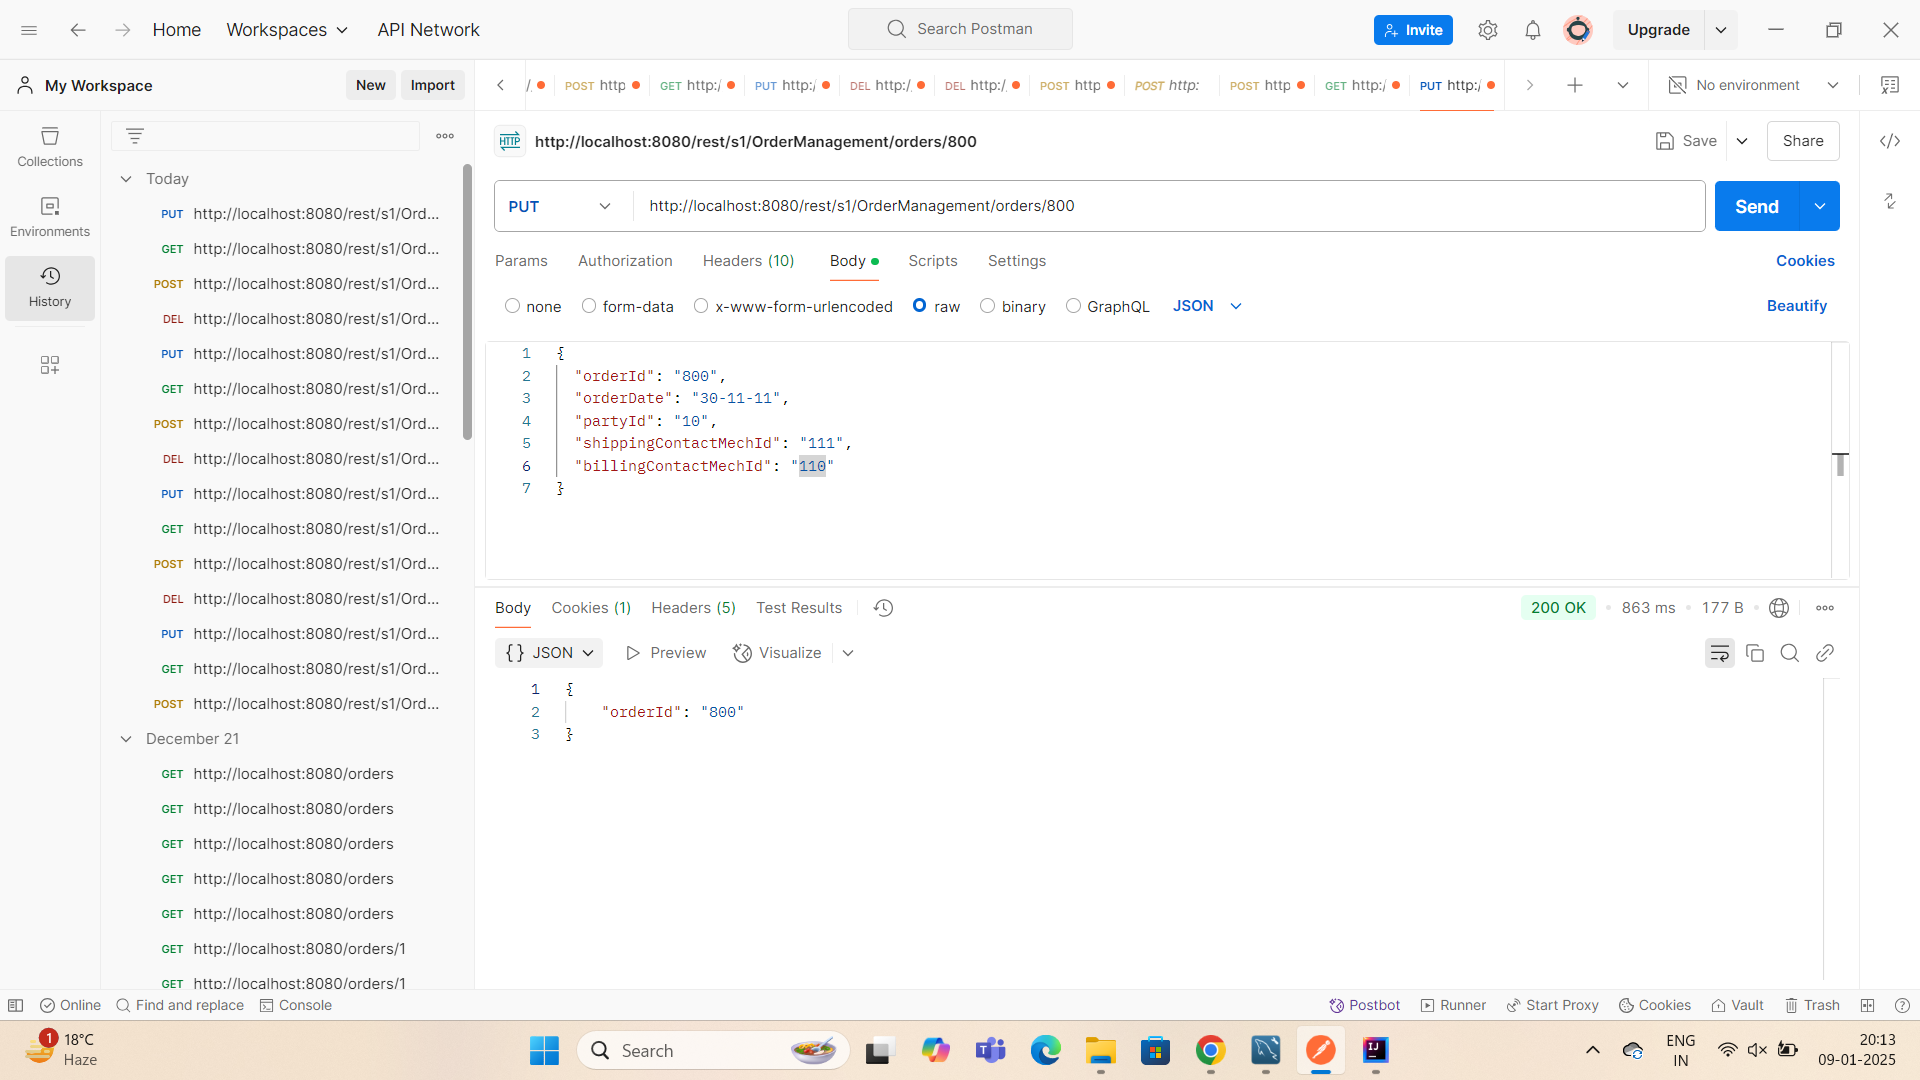 Home
Workspaces
API Network
Search Postman
Invite
Upgrade
My Workspace
New
Import
/
POST http
GET http:/
PUT http:/
DEL http:/
DEL http:/
POST http
POST http:
POST http
GET http:/
PUT http:/
No environment
Collections
Environments
History
Today
PUT http://localhost:8080/rest/s1/Ord...
GET http://localhost:8080/rest/s1/Ord...
POST http://localhost:8080/rest/s1/Ord...
DEL http://localhost:8080/rest/s1/Ord...
PUT http://localhost:8080/rest/s1/Ord...
GET http://localhost:8080/rest/s1/Ord...
POST http://localhost:8080/rest/s1/Ord...
DEL http://localhost:8080/rest/s1/Ord...
PUT http://localhost:8080/rest/s1/Ord...
GET http://localhost:8080/rest/s1/Ord...
POST http://localhost:8080/rest/s1/Ord...
DEL http://localhost:8080/rest/s1/Ord...
PUT http://localhost:8080/rest/s1/Ord...
GET http://localhost:8080/rest/s1/Ord...
POST http://localhost:8080/rest/s1/Ord...
December 21
GET http://localhost:8080/orders
GET http://localhost:8080/orders
GET http://localhost:8080/orders
GET http://localhost:8080/orders
GET http://localhost:8080/orders
GET http://localhost:8080/orders/1
GET http://localhost:8080/orders/1
HTTP
http://localhost:8080/rest/s1/OrderManagement/orders/800
Save
Share
PUT
http://localhost:8080/rest/s1/OrderManagement/orders/800
Send
Params
Authorization
Headers (10)
Body
Scripts
Settings
Cookies
none
form-data
x-www-form-urlencoded
raw
binary
GraphQL
JSON
Beautify
1 {
2 "orderId": "800",
3 "orderDate": "30-11-11",
4 "partyId": "10",
5 "shippingContactMechId": "111",
6 "billingContactMechId": "110"
7 }
Body
Cookies (1)
Headers (5)
Test Results
200 OK
863 ms
177 B
{} JSON
Preview
Visualize
1 {
2 "orderId": "800"
3 }
Online
Find and replace
Console
Postbot
Runner
Start Proxy
Cookies
Vault
Trash
1
18°C
Haze
Search
IJ
ENG
IN
20:13
09-01-2025